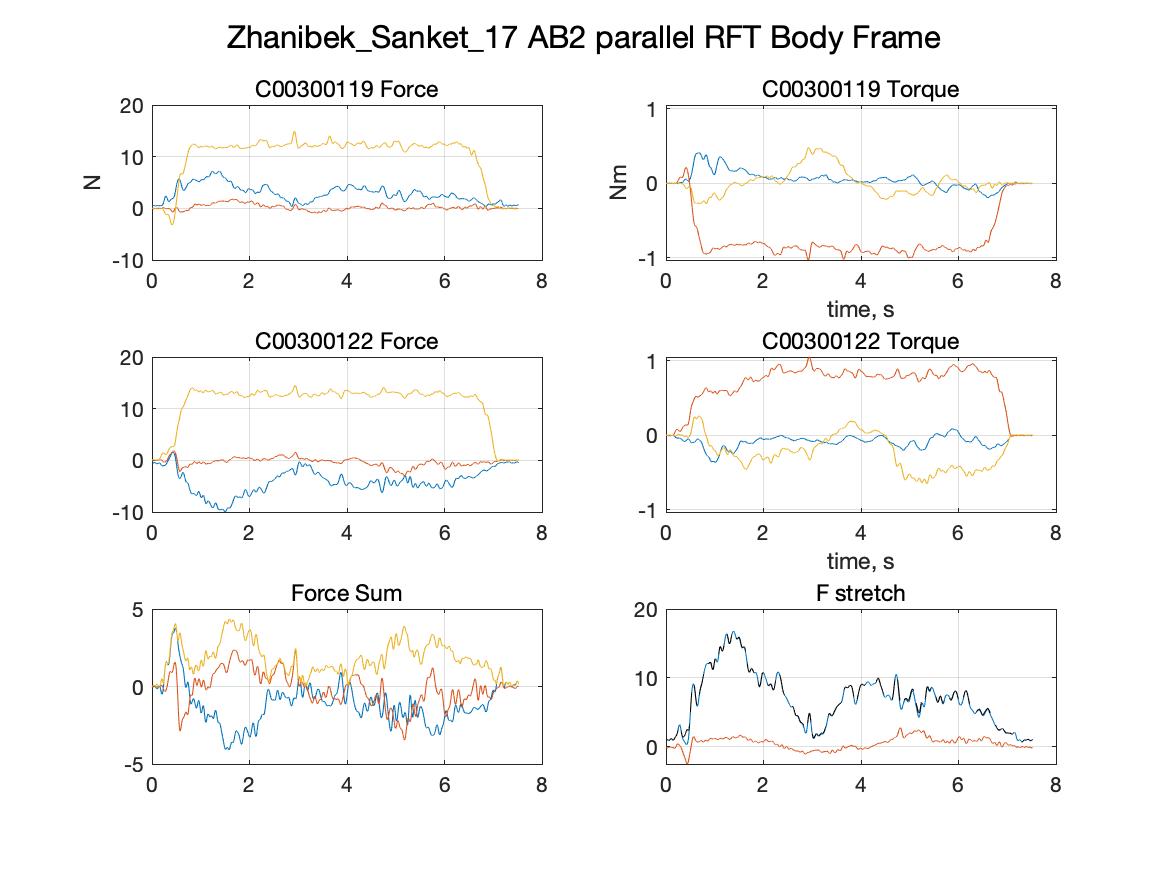 Zhanibek_Sanket_17 AB2 parallel RFT Body Frame
C00300119 Force
20
10
0
-10
N
0 2 4 6 8
C00300119 Torque
1
0
-1
Nm
0 2 4 6 8
time, s
C00300122 Force
20
10
0
-10
0 2 4 6 8
C00300122 Torque
1
0
-1
0 2 4 6 8
time, s
Force Sum
5
0
-5
0 2 4 6 8
F stretch
20
10
0
0 2 4 6 8